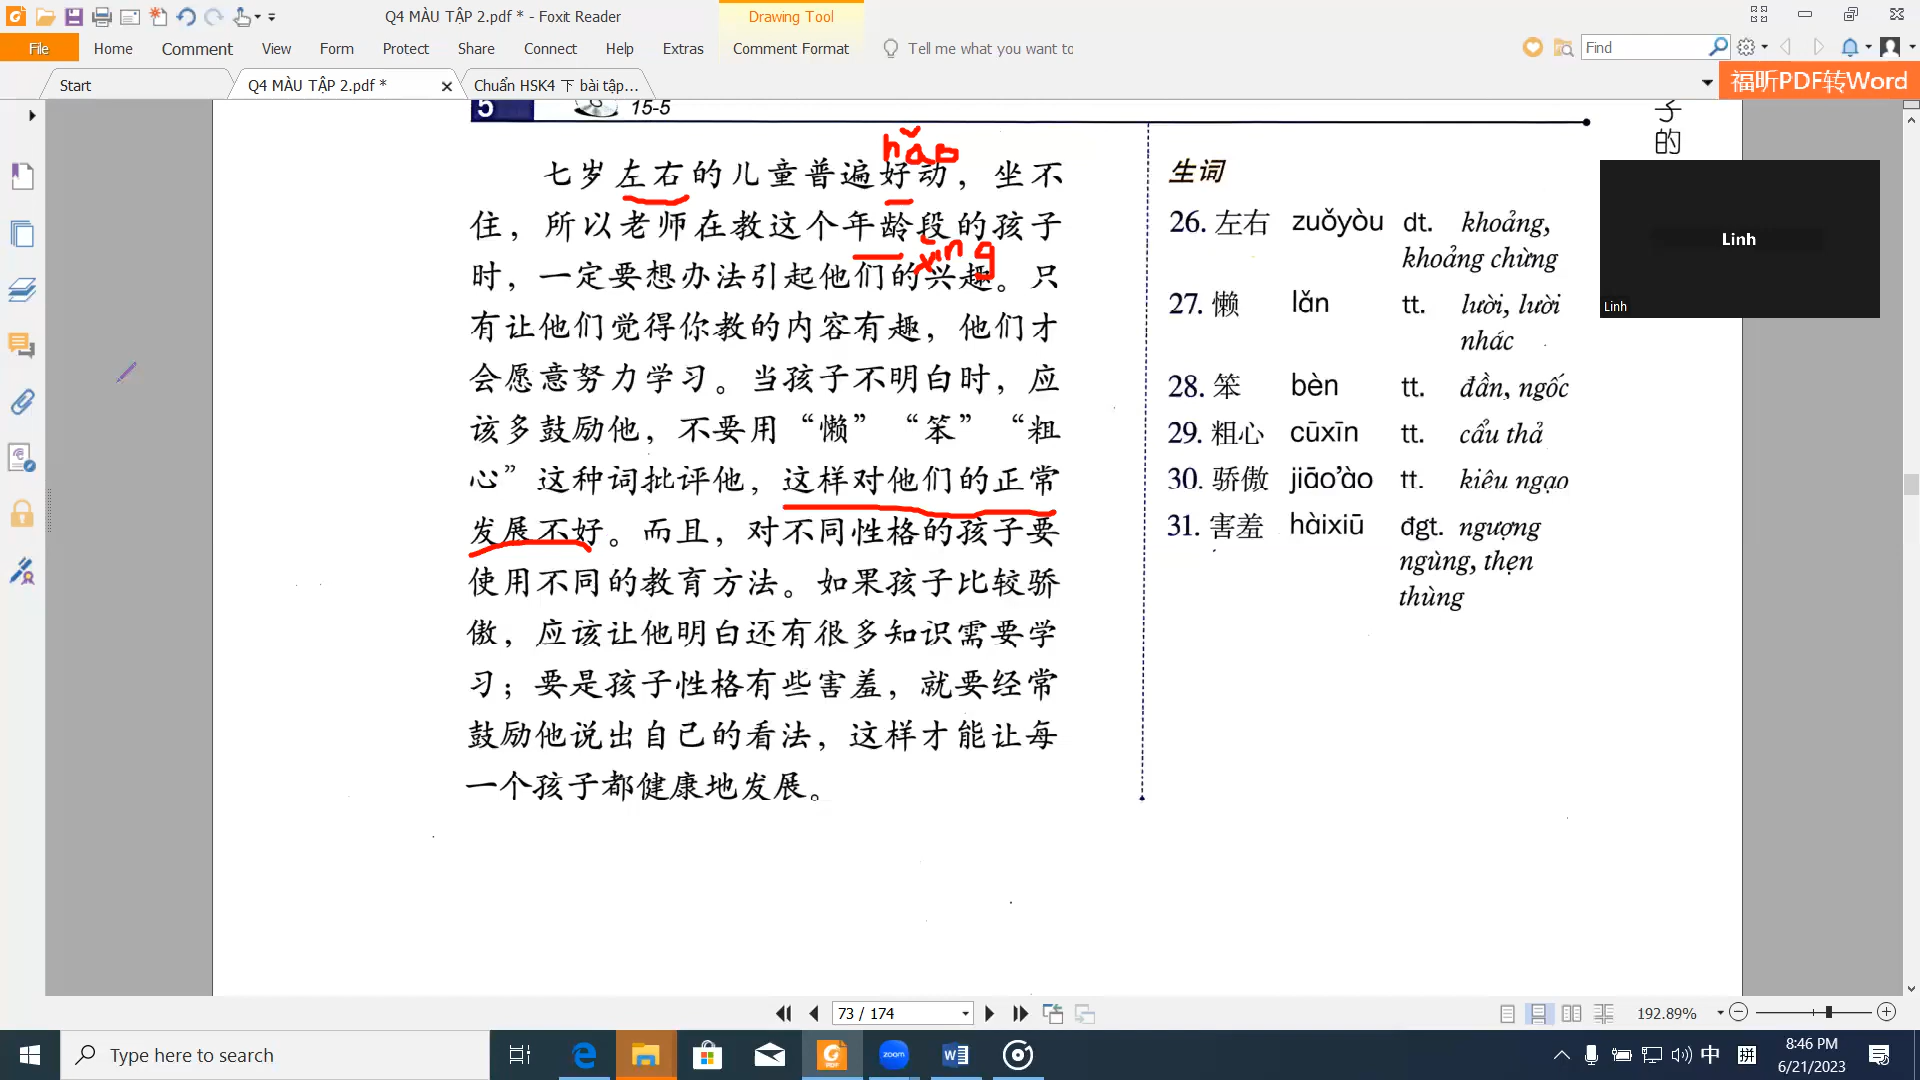 Q4 MÀU TẬP 2.pdf * - Foxit Reader
Drawing Tool
File Home Comment View Form Protect Share Connect Help Extras Comment Format Tell me what you want to
Find
Start
Q4 MÀU TẬP 2.pdf *
Chuẩn HSK4 下 bài tập...
福昕PDF转Word
5 15-5
子的
hǎo
七岁左右的儿童普遍好动，坐不
住，所以老师在教这个年龄段的孩子
xìng
时，一定要想办法引起他们的兴趣。只
有让他们觉得你教的内容有趣，他们才
会愿意努力学习。当孩子不明白时，应
该多鼓励他，不要用“懒”“笨”“粗
心”这种词批评他，这样对他们的正常
发展不好。而且，对不同性格的孩子要
使用不同的教育方法。如果孩子比较骄
傲，应该让他明白还有很多知识需要学
习；要是孩子性格有些害羞，就要经常
鼓励他说出自己的看法，这样才能让每
一个孩子都健康地发展。
生词
26. 左右 zuǒyòu dt. khoảng,
khoảng chừng
27. 懒 lǎn tt. lười, lười
nhác
28. 笨 bèn tt. đần, ngốc
29. 粗心 cūxīn tt. cẩu thả
30. 骄傲 jiāo’ào tt. kiêu ngạo
31. 害羞 hàixiū đgt. ngượng
ngùng, thẹn
thùng
Linh
Linh
73 / 174
192.89%
Type here to search
zoom
中
拼
8:46 PM
6/21/2023